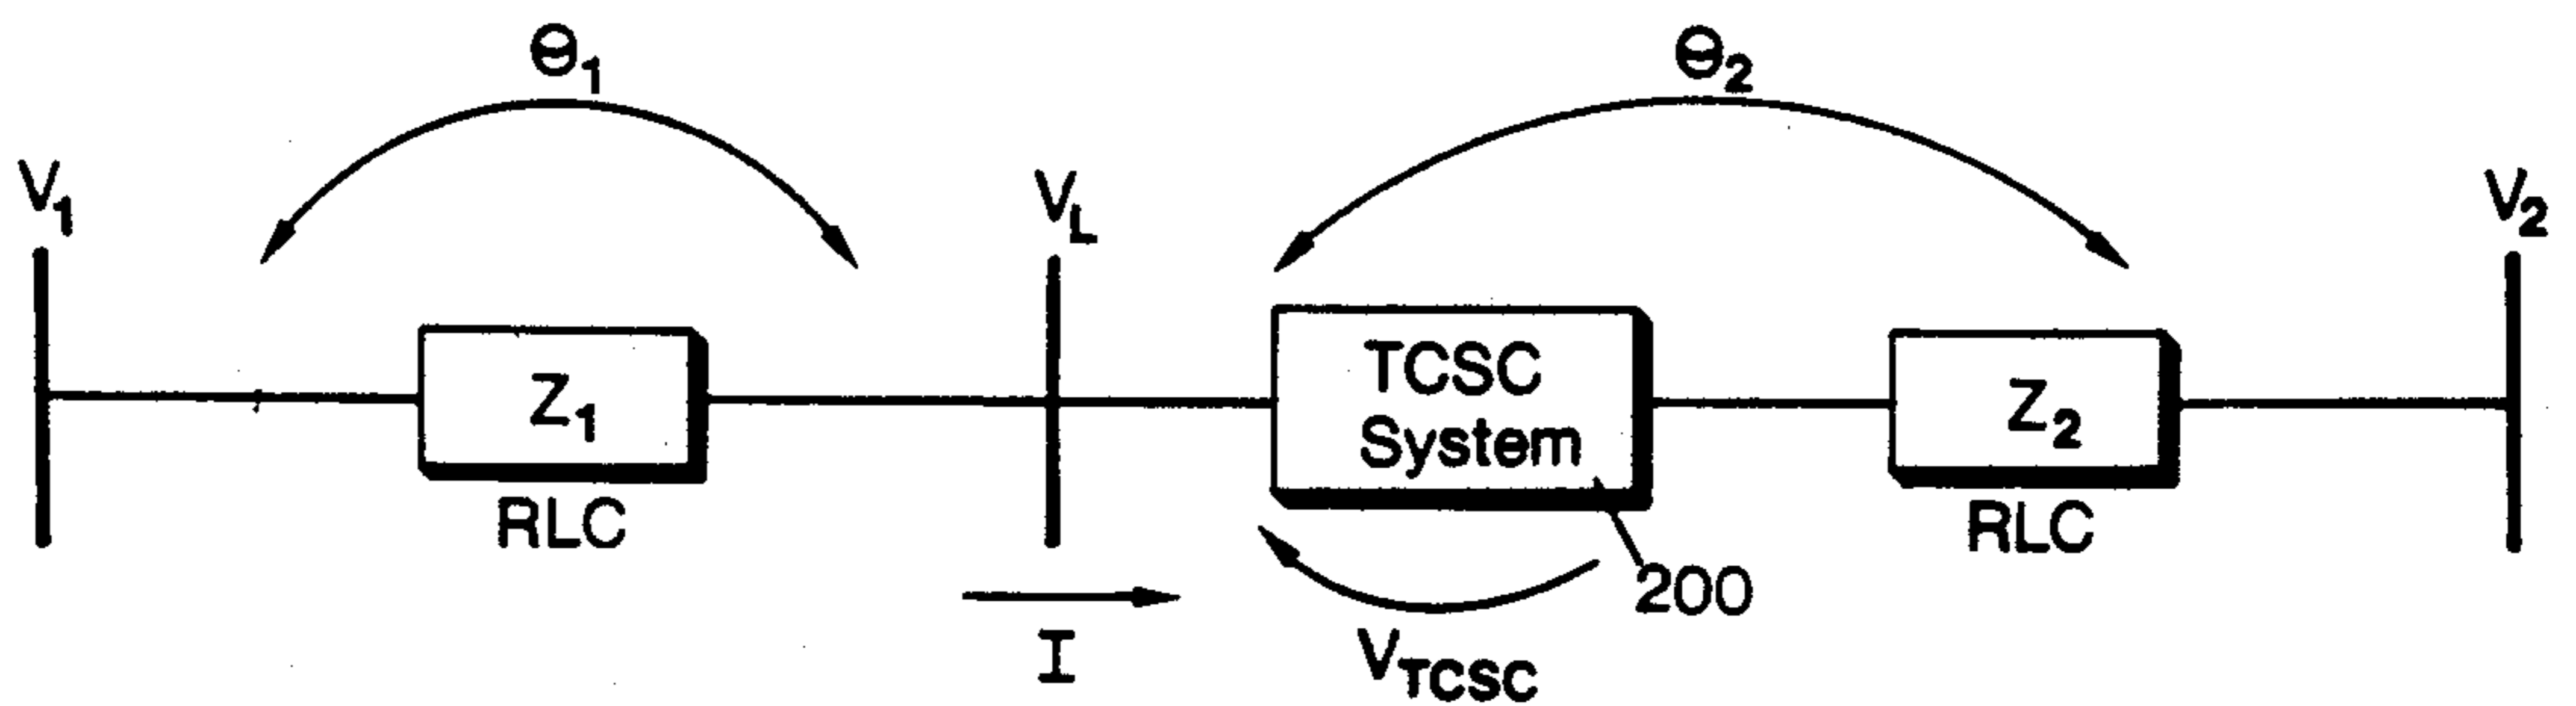 Θ1
Θ2
V1
VL
V2
Z1
RLC
TCSC
System
Z2
RLC
200
I
VTCSC